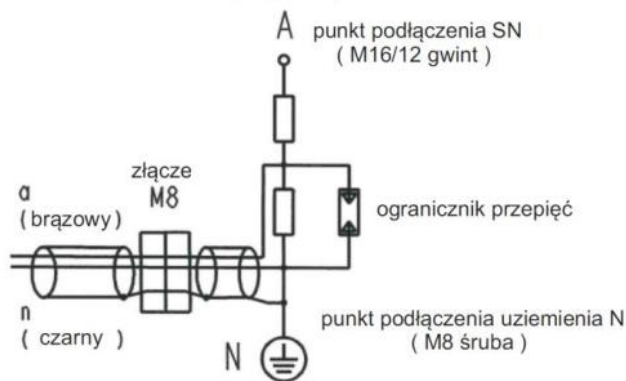 A
punkt podłączenia SN
( M16/12 gwint )
złącze
M8
a
( brązowy )
ogranicznik przepięć
n
( czarny )
N
punkt podłączenia uziemienia N
( M8 śruba )